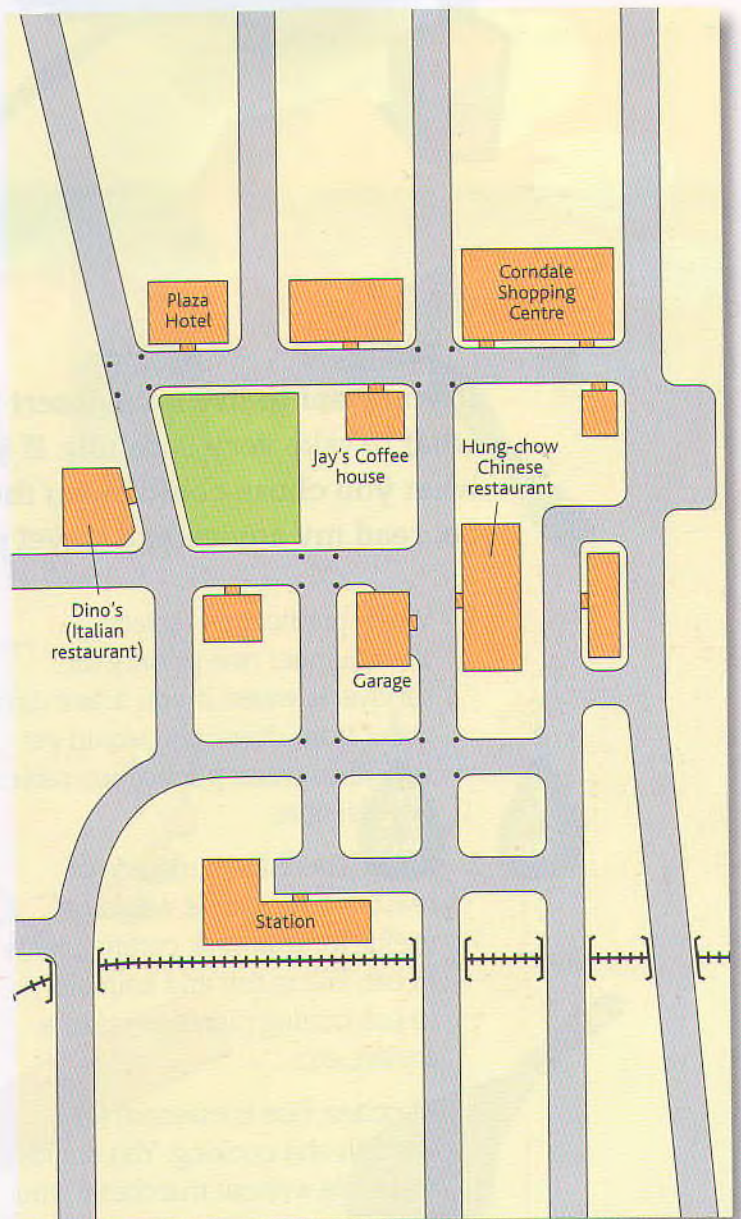 Plaza
Hotel
Corndale
Shopping
Centre
Jay's Coffee
house
Hung-chow
Chinese
restaurant
Dino's
(Italian
restaurant)
Garage
Station